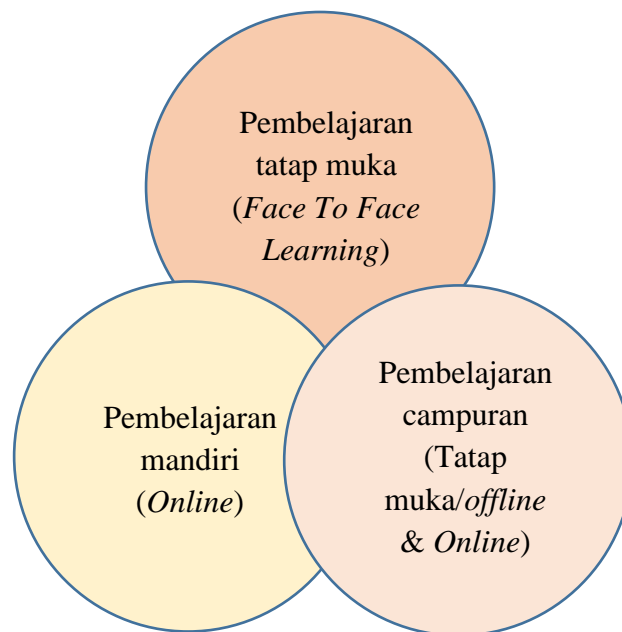 Pembelajaran
tatap muka
(Face To Face
Learning)
Pembelajaran
mandiri
(Online)
Pembelajaran
campuran
(Tatap
muka/offline
& Online)